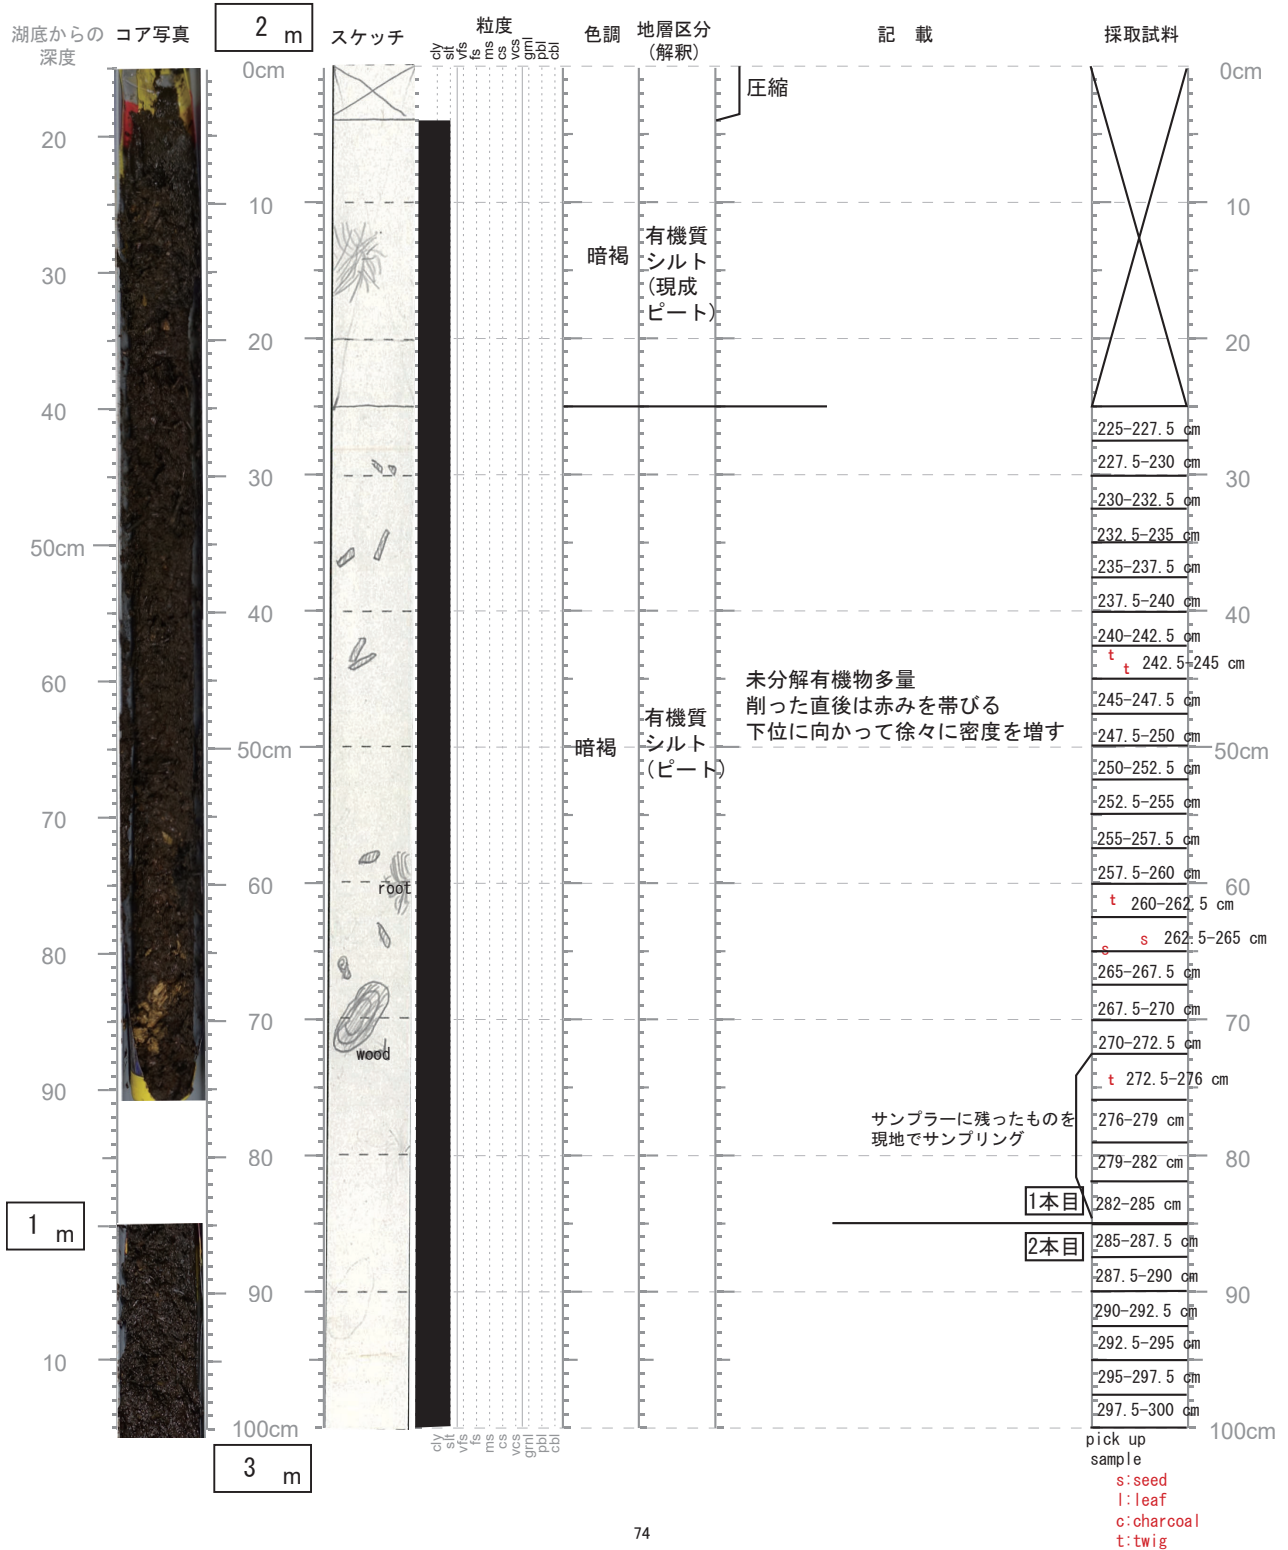 湖底からの
深度
コア写真
2 m
スケッチ
粒度
cly
slt
vfs
fs
ms
cs
vcs
grnl
pbl
cbl
色調
地層区分
(解釈)
記 載
採取試料
0cm
10
20
30
40
50cm
60
70
80
90
100cm
20
30
40
50cm
60
70
80
90
1 m
10
3 m
root
wood
圧縮
暗褐
有機質
シルト
(現成
ピート)
暗褐
有機質
シルト
(ピート)
未分解有機物多量
削った直後は赤みを帯びる
下位に向かって徐々に密度を増す
サンプラーに残ったものを
現地でサンプリング
1本目
2本目
225-227.5 cm
227.5-230 cm
230-232.5 cm
232.5-235 cm
235-237.5 cm
237.5-240 cm
240-242.5 cm
t
t 242.5-245 cm
245-247.5 cm
247.5-250 cm
250-252.5 cm
252.5-255 cm
255-257.5 cm
257.5-260 cm
t 260-262.5 cm
s 262.5-265 cm
s
265-267.5 cm
267.5-270 cm
270-272.5 cm
t 272.5-276 cm
276-279 cm
279-282 cm
282-285 cm
285-287.5 cm
287.5-290 cm
290-292.5 cm
292.5-295 cm
295-297.5 cm
297.5-300 cm
0cm
10
20
30
40
50cm
60
70
80
90
100cm
cly
slt
vfs
fs
ms
cs
vcs
grnl
pbl
cbl
pick up
sample
s:seed
l:leaf
c:charcoal
t:twig
74